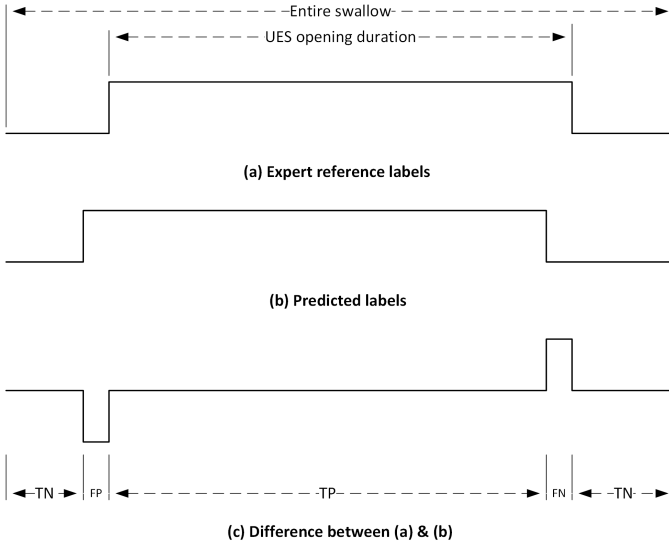 Entire swallow
UES opening duration
(a) Expert reference labels
(b) Predicted labels
TN FP TP FN TN
(c) Difference between (a) & (b)